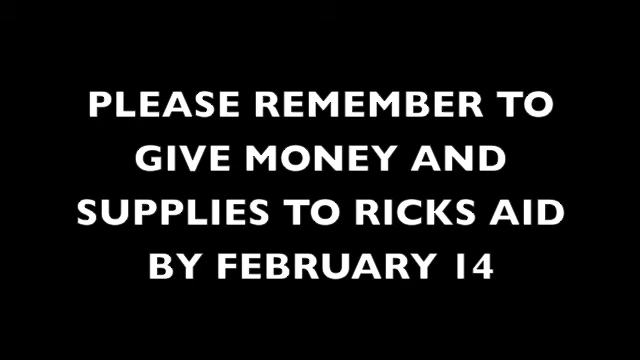 PLEASE REMEMBER TO
GIVE MONEY AND
SUPPLIES TO RICKS AID
BY FEBRUARY 14